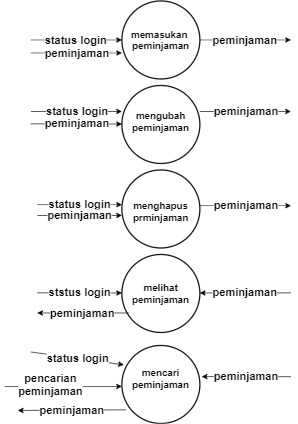 status login
peminjaman
memasukan
peminjaman
peminjaman
status login
peminjaman
mengubah
peminjaman
peminjaman
status login
peminjaman
menghapus
prminjaman
peminjaman
ststus login
peminjaman
melihat
peminjaman
peminjaman
status login
pencarian
peminjaman
peminjaman
mencari
peminjaman
peminjaman